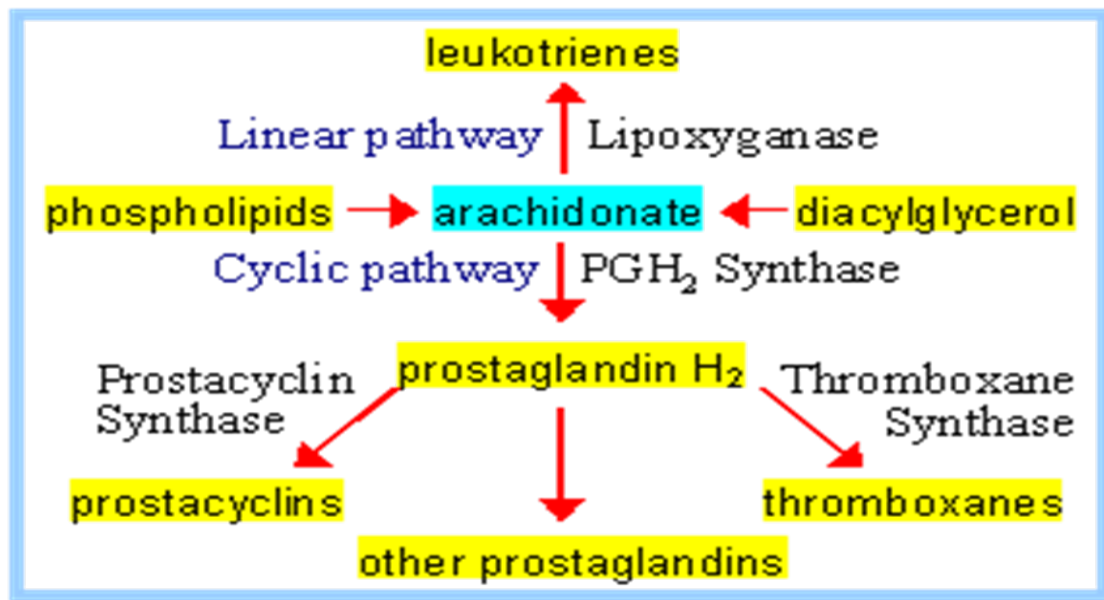 leukotrienes
Linear pathway Lipoxyganase
phospholipids arachidonate diacylglycerol
Cyclic pathway PGH₂ Synthase
prostaglandin H₂
Prostacyclin
Synthase
Thromboxane
Synthase
prostacyclins
thromboxanes
other prostaglandins